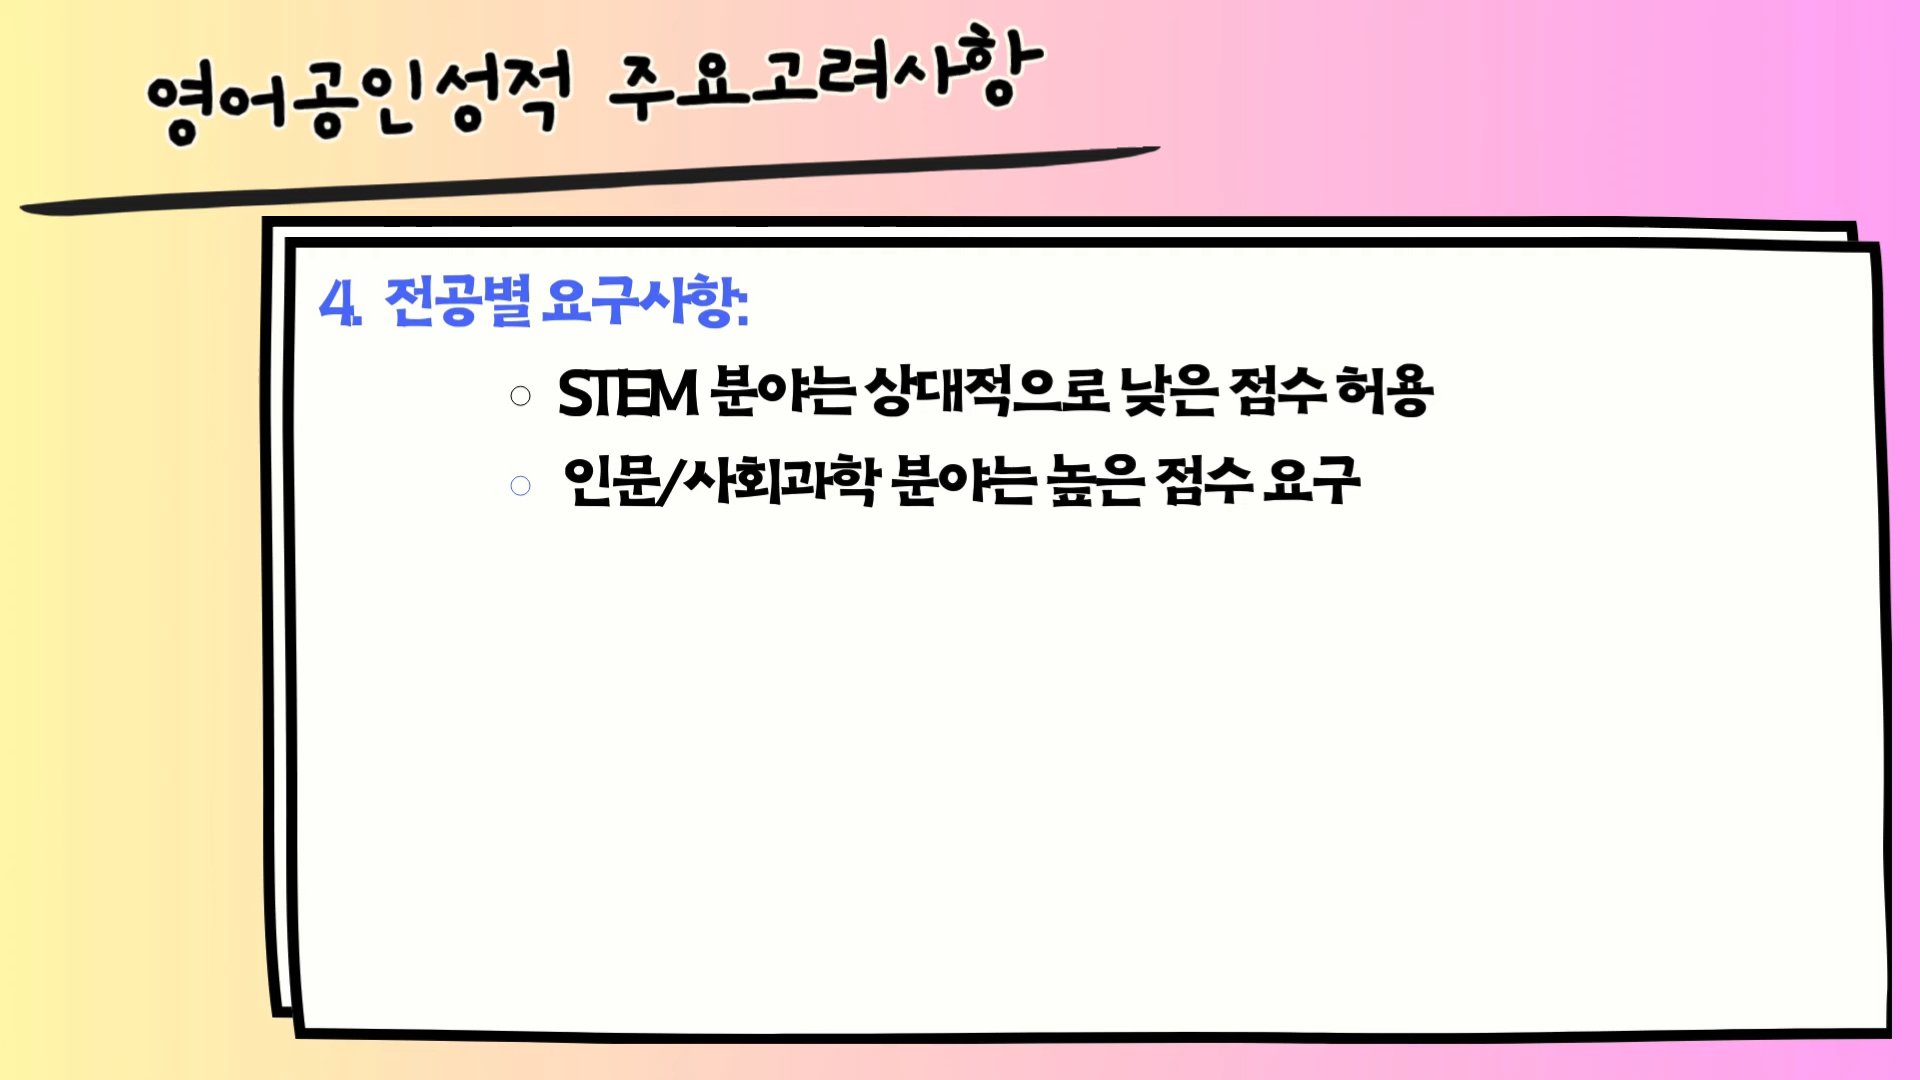 영어공인성적 주요고려사항
4. 전공별 요구사항:
○ STEM 분야는 상대적으로 낮은 점수 허용
○ 인문/사회과학 분야는 높은 점수 요구